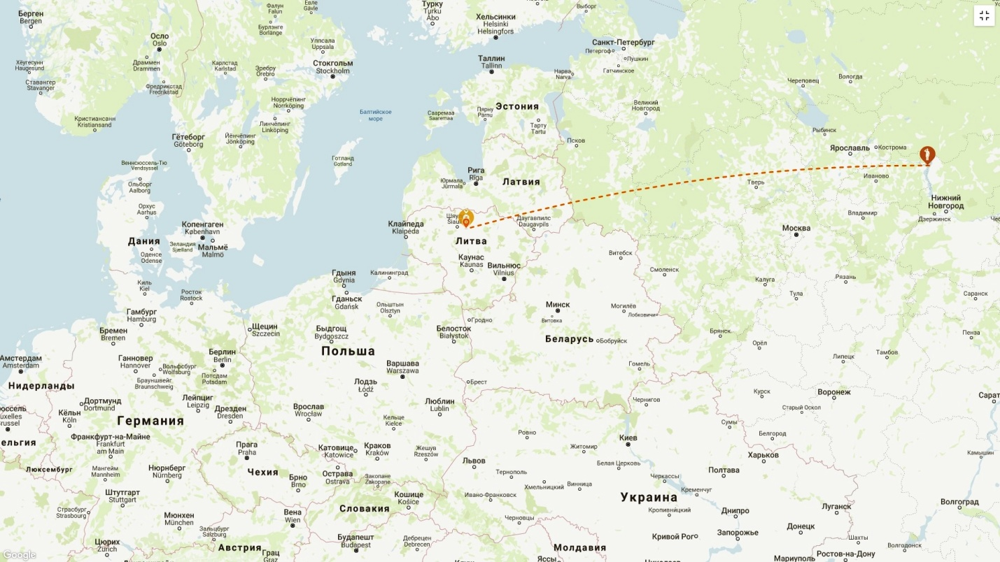 Берген
Bergen
Осло
Oslo
Хёугесунн
Haugesund
Ставангер
Stavanger
Драммен
Drammen
Фредрикстад
Fredrikstad
Кристиансанн
Kristiansand
Фалун
Falun
Евле
Gävle
Бурлэнге
Borlänge
Уппсала
Uppsala
Карлстад
Karlstad
Эребру
Örebro
Стокгольм
Stockholm
Норрчёпинг
Norrköping
Линчёпинг
Linköping
Йёнчёпинг
Jönköping
Гётеборг
Göteborg
Готланд
Gotland
Балтийское
море
Турку
Turku
Åbo
Хельсинки
Helsinki
Helsingfors
Выборг
Таллин
Tallinn
Нарва
Narva
Санкт-Петербург
Петергоф
Пушкин
Гатчинское
Эстония
Сааремаа
Saaremaa
Пярну
Pärnu
Тарту
Tartu
Псков
Великий
Новгород
Череповец
Вологда
Рыбинск
Ярославль
Кострома
Иваново
Тверь
Нижний
Новгород
Дзержинск
Владимир
Москва
Рига
Rīga
Юрмала
Jūrmala
Латвия
Даугавпилс
Daugavpils
Клайпеда
Klaipėda
Литва
Каунас
Kaunas
Вильнюс
Vilnius
Калининград
Веннсюссель-Тю
Vendsyssel
Ольборг
Aalborg
Орхус
Aarhus
Копенгаген
København
Дания
Зеландия
Sjælland
Мальмё
Malmö
Оденсе
Odense
Киль
Kiel
Росток
Rostock
Гамбург
Hamburg
Бремен
Bremen
Щецин
Szczecin
Гдыня
Gdynia
Гданьск
Gdańsk
Ольштын
Olsztyn
Быдгощ
Bydgoszcz
Белосток
Białystok
Гродно
Польша
Варшава
Warszawa
Лодзь
Łódź
Люблин
Lublin
Брест
Врослав
Wrocław
Кельце
Kielce
Витебск
Смоленск
Минск
Витовка
Могилёв
Лобковичи
Беларусь
Бобруйск
Гомель
Калуга
Рязань
Тула
Саранск
Брянск
Орёл
Пенза
Тамбов
Липецк
Курск
Воронеж
Старый Оскол
Белгород
Камышин
Волгоград
Волгодонск
Шахты
Ростов-на-Дону
Амстердам
Amsterdam
Нидерланды
Ганновер
Hannover
Вольфсбург
Wolfsburg
Брауншвейг
Braunschweig
Берлин
Berlin
Потсдам
Potsdam
Дортмунд
Dortmund
Кёльн
Köln
Лейпциг
Leipzig
Дрезден
Dresden
Германия
Франкфурт-на-Майне
Frankfurt
am Main
Люксембург
Мангейм
Mannheim
Нюрнберг
Nürnberg
Штутгарт
Stuttgart
Страсбург
Strasbourg
Мюнхен
München
Зальцбург
Salzburg
Цюрих
Zürich
Австрия
Грац
Graz
Прага
Praha
Чехия
Брно
Brno
Вена
Wien
Катовице
Katowice
Краков
Kraków
Острава
Ostrava
Закопане
Zakopane
Жешув
Rzeszów
Словакия
Кошице
Košice
Будапешт
Budapest
Дебрецен
Debrecen
Чернигов
Сумы
Ровно
Житомир
Киев
Львов
Тернополь
Хмельницкий
Винница
Ивано-Франковск
Черновцы
Белая Церковь
Черкассы
Кременчуг
Полтава
Харьков
Украина
Кропивніцкий
Днипро
Кривой Рог
Запорожье
Донецк
Луганск
Молдавия
Яссы
Мариуполь
Google